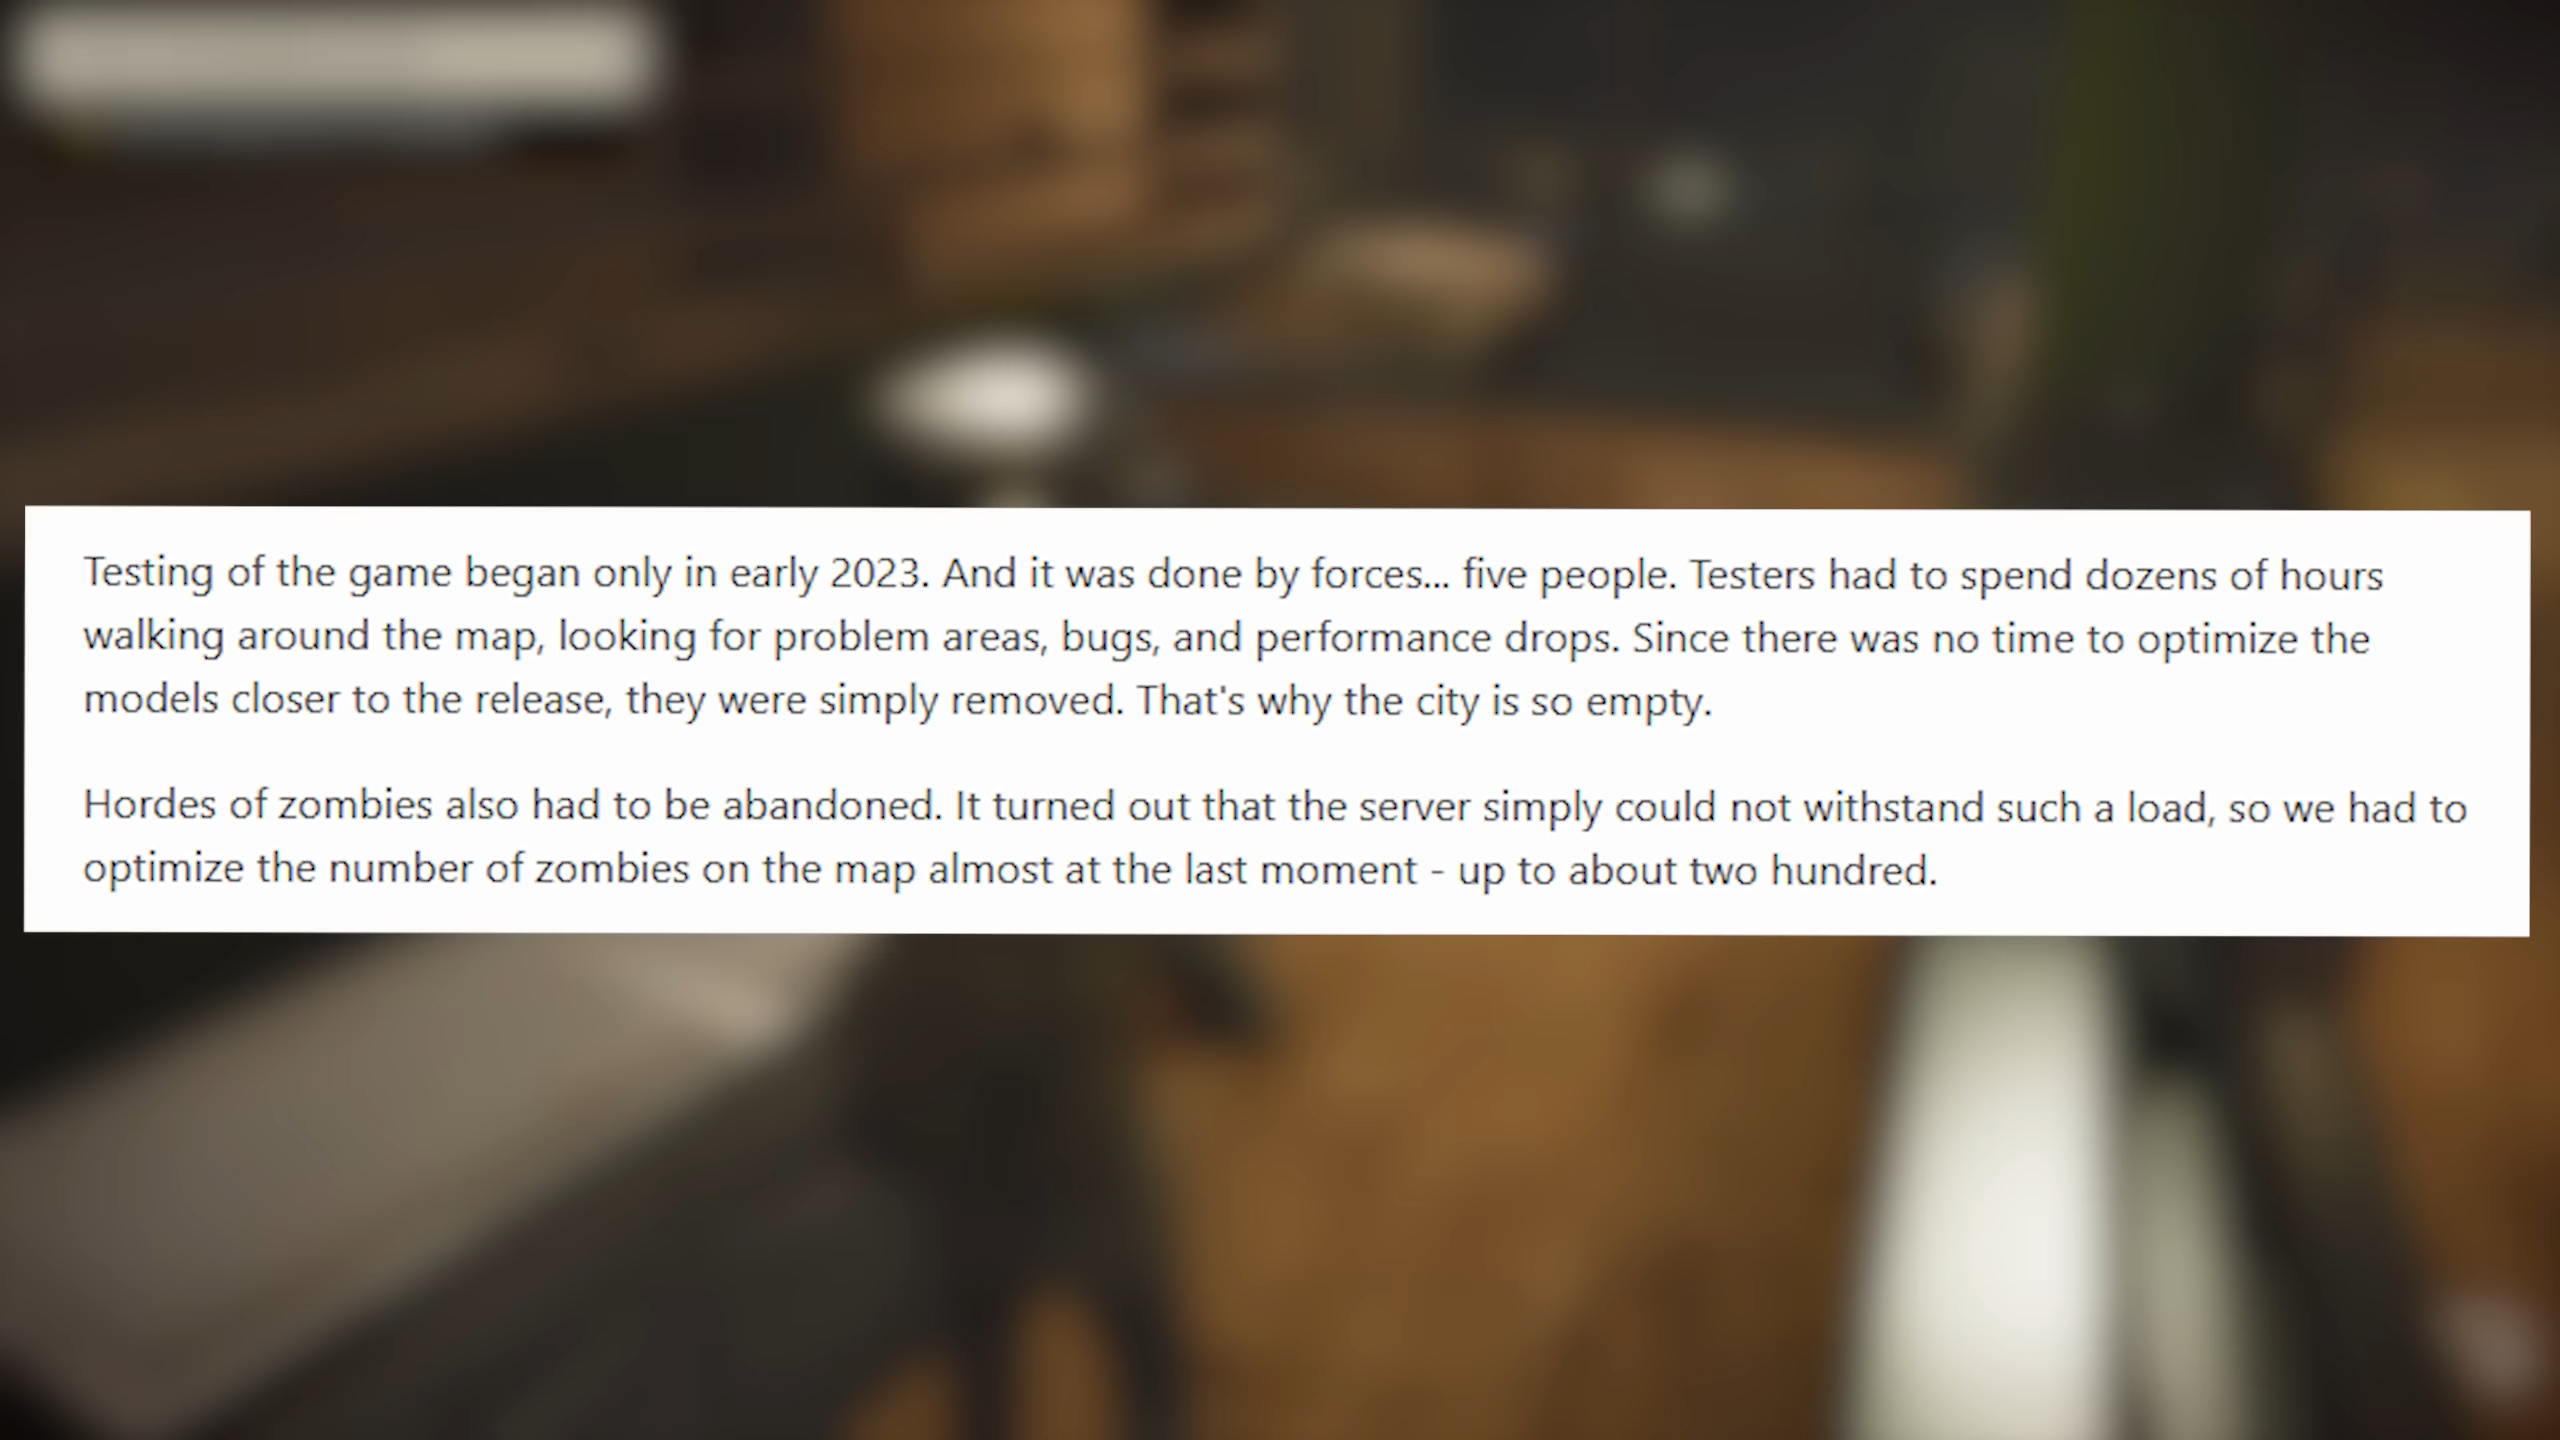 Testing of the game began only in early 2023. And it was done by forces... five people. Testers had to spend dozens of hours
walking around the map, looking for problem areas, bugs, and performance drops. Since there was no time to optimize the
models closer to the release, they were simply removed. That's why the city is so empty.
Hordes of zombies also had to be abandoned. It turned out that the server simply could not withstand such a load, so we had to
optimize the number of zombies on the map almost at the last moment - up to about two hundred.